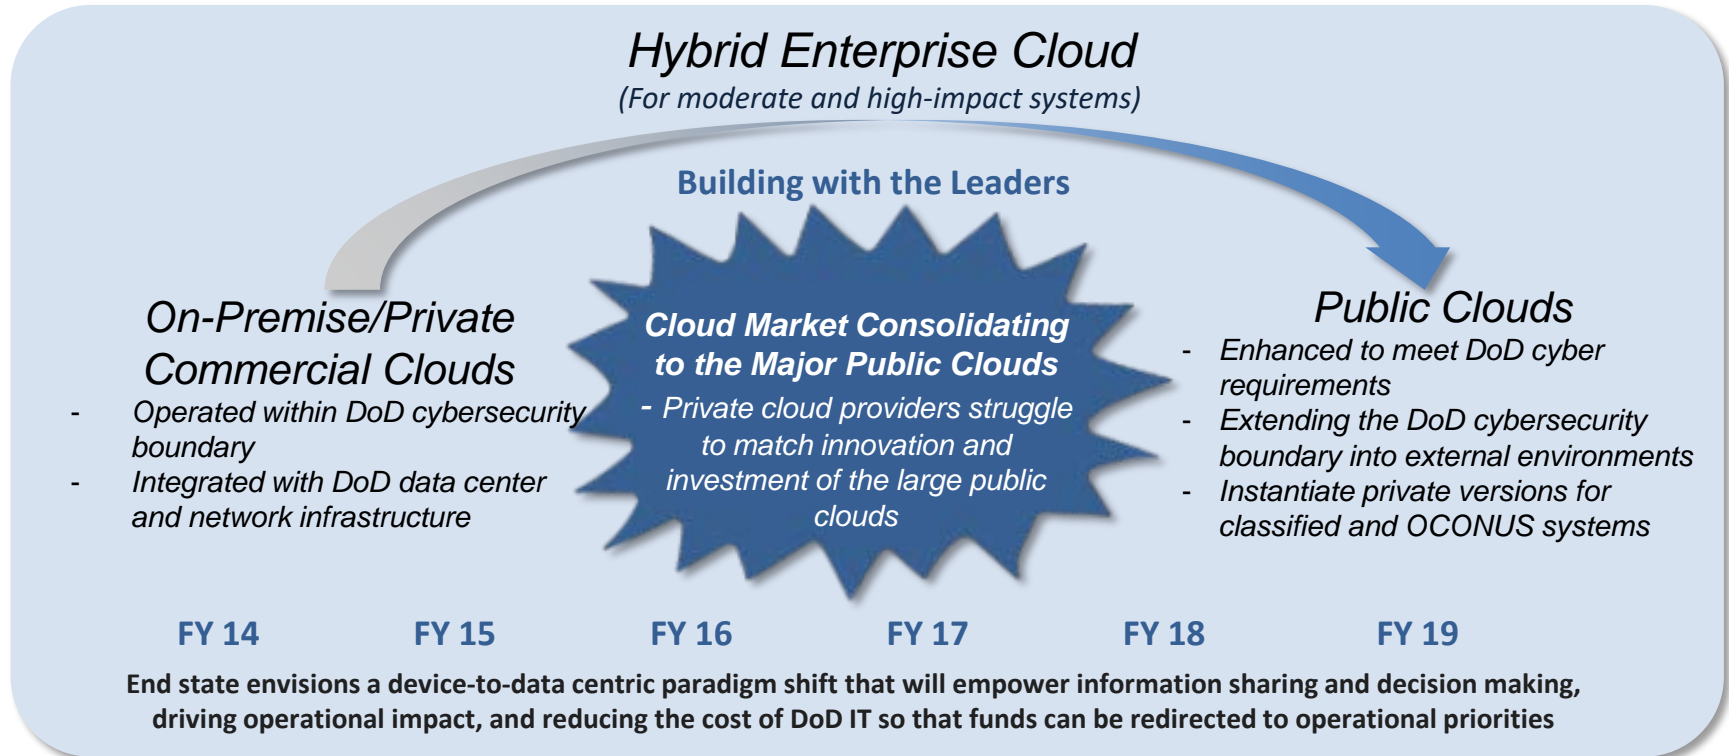 Hybrid Enterprise Cloud
(For moderate and high-impact systems)
Building with the Leaders
On-Premise/Private
Commercial Clouds
- Operated within DoD cybersecurity
boundary
- Integrated with DoD data center
and network infrastructure
Cloud Market Consolidating
to the Major Public Clouds
- Private cloud providers struggle
to match innovation and
investment of the large public
clouds
Public Clouds
- Enhanced to meet DoD cyber
requirements
- Extending the DoD cybersecurity
boundary into external environments
- Instantiate private versions for
classified and OCONUS systems
FY 14 FY 15 FY 16 FY 17 FY 18 FY 19
End state envisions a device-to-data centric paradigm shift that will empower information sharing and decision making,
driving operational impact, and reducing the cost of DoD IT so that funds can be redirected to operational priorities